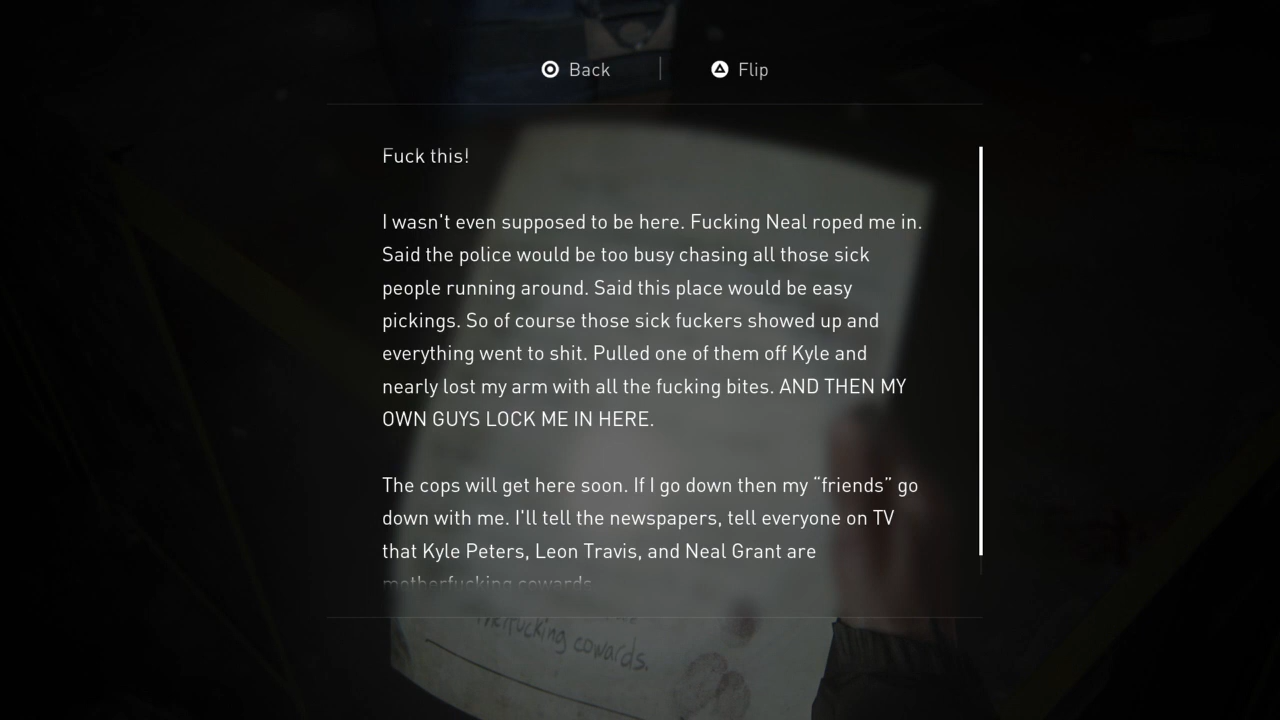 Back | Flip
Fuck this!
I wasn't even supposed to be here. Fucking Neal roped me in.
Said the police would be too busy chasing all those sick
people running around. Said this place would be easy
pickings. So of course those sick fuckers showed up and
everything went to shit. Pulled one of them off Kyle and
nearly lost my arm with all the fucking bites. AND THEN MY
OWN GUYS LOCK ME IN HERE.
The cops will get here soon. If I go down then my “friends” go
down with me. I'll tell the newspapers, tell everyone on TV
that Kyle Peters, Leon Travis, and Neal Grant are
motherfucking cowards.
cowards.